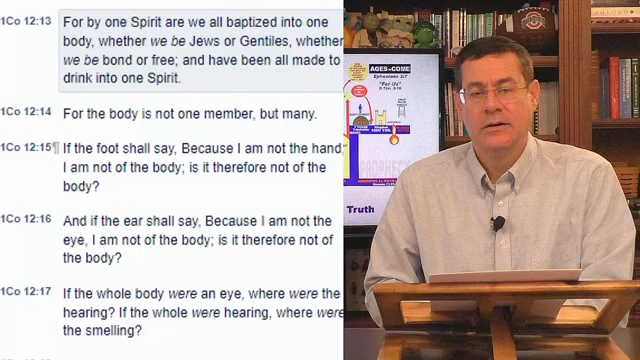 1Co 12:13 For by one Spirit are we all baptized into one
body, whether we be Jews or Gentiles, whether
we be bond or free; and have been all made to
drink into one Spirit.
1Co 12:14 For the body is not one member, but many.
1Co 12:15¶ If the foot shall say, Because I am not the hand,
I am not of the body; is it therefore not of the
body?
1Co 12:16 And if the ear shall say, Because I am not the
eye, I am not of the body; is it therefore not of
the body?
1Co 12:17 If the whole body were an eye, where were the
hearing? If the whole were hearing, where were
the smelling?
AGES~COME
Ephesians 2:7
"For Us"
PROPHECY
Truth
OXFORD